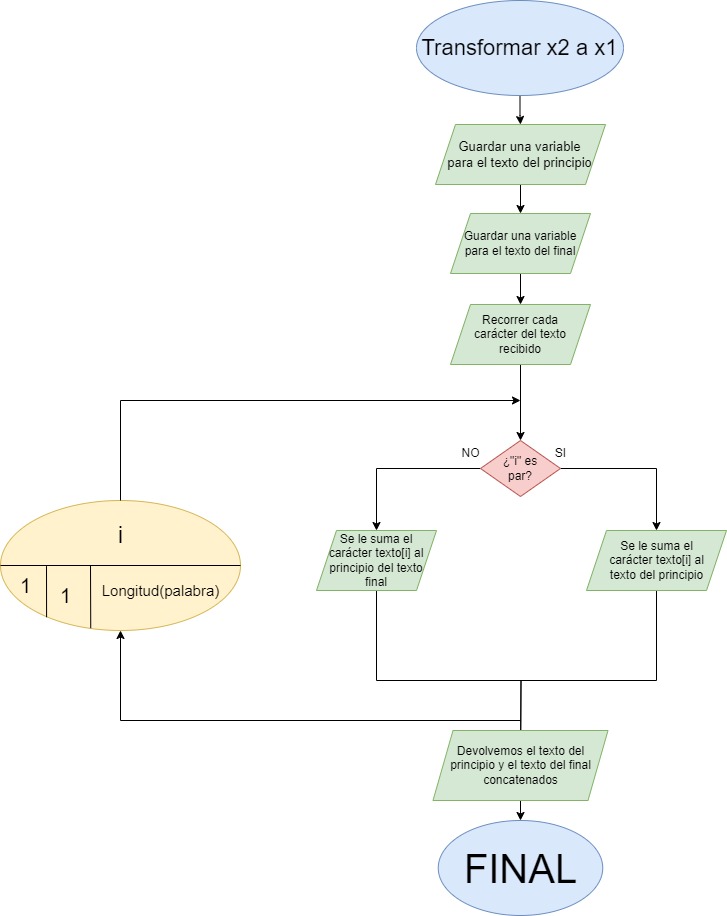 Transformar x2 a x1
Guardar una variable
para el texto del principio
Guardar una variable
para el texto del final
Recorrer cada
carácter del texto
recibido
NO
¿"i" es
par?
SI
Se le suma el
carácter texto[i] al
principio del texto
final
Se le suma el
carácter texto[i] al
texto del principio
i
1
1
Longitud(palabra)
Devolvemos el texto del
principio y el texto del final
concatenados
FINAL